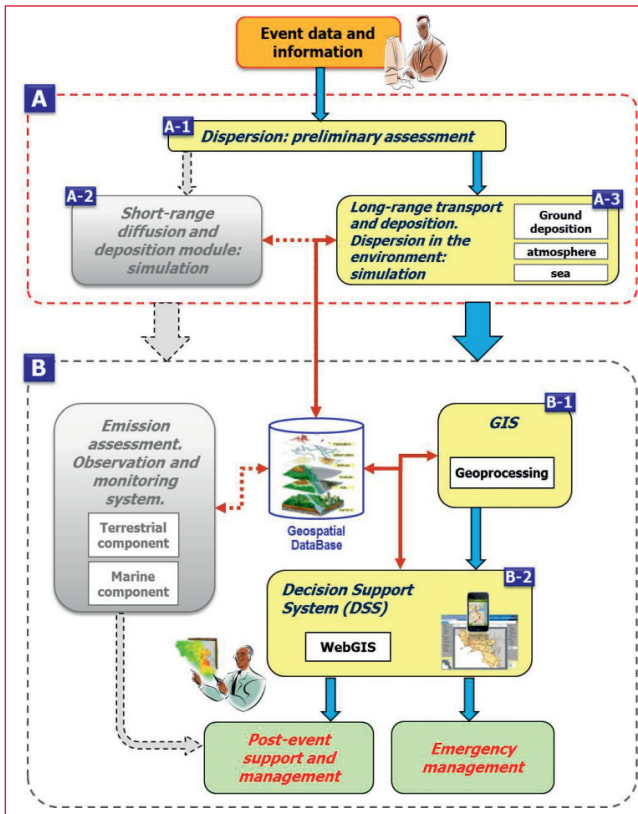 Event data and
information
A
A-1
Dispersion: preliminary assessment
A-2
Short-range
diffusion and
deposition module:
simulation
A-3
Long-range transport
and deposition.
Dispersion in the
environment:
simulation
Ground
deposition
atmosphere
sea
B
Emission assessment.
Observation and
monitoring
system.
Terrestrial
component
Marine
component
Geospatial
DataBase
B-1
GIS
Geoprocessing
B-2
Decision Support
System (DSS)
WebGIS
Post-event
support and
management
Emergency
management